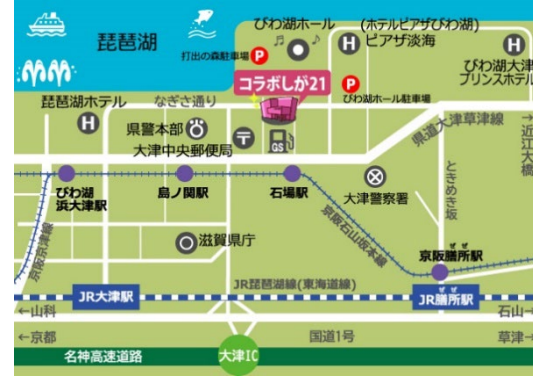 琵琶湖
打出の森駐車場
P
びわ湖ホール
(ホテルピアザびわ湖)
H ピアザ淡海
H
びわ湖大津
プリンスホテル
コラボしが21
P
びわ湖ホール駐車場
琵琶湖ホテル
H
なぎさ通り
県警本部
大津中央郵便局
GS
県道大津草津線
→近江大橋
びわ湖
浜大津駅
島ノ関駅
石場駅
大津警察署
ときめき坂
京阪京津線
滋賀県庁
京阪石山坂本線
ぜぜ
京阪膳所駅
JR大津駅
JR琵琶湖線(東海道線)
ぜぜ
JR膳所駅
←山科
石山→
←京都
国道1号
草津→
名神高速道路
大津IC